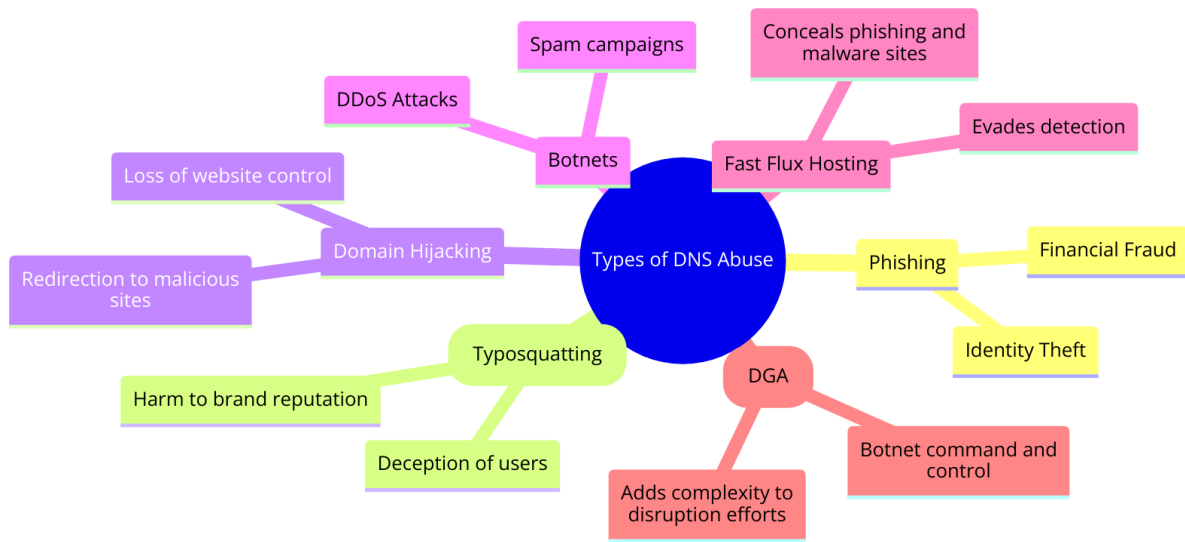 Types of DNS Abuse
Phishing
Financial Fraud
Identity Theft
DGA
Botnet command and
control
Adds complexity to
disruption efforts
Typosquatting
Harm to brand reputation
Deception of users
Domain Hijacking
Loss of website control
Redirection to malicious
sites
Botnets
DDoS Attacks
Spam campaigns
Fast Flux Hosting
Conceals phishing and
malware sites
Evades detection